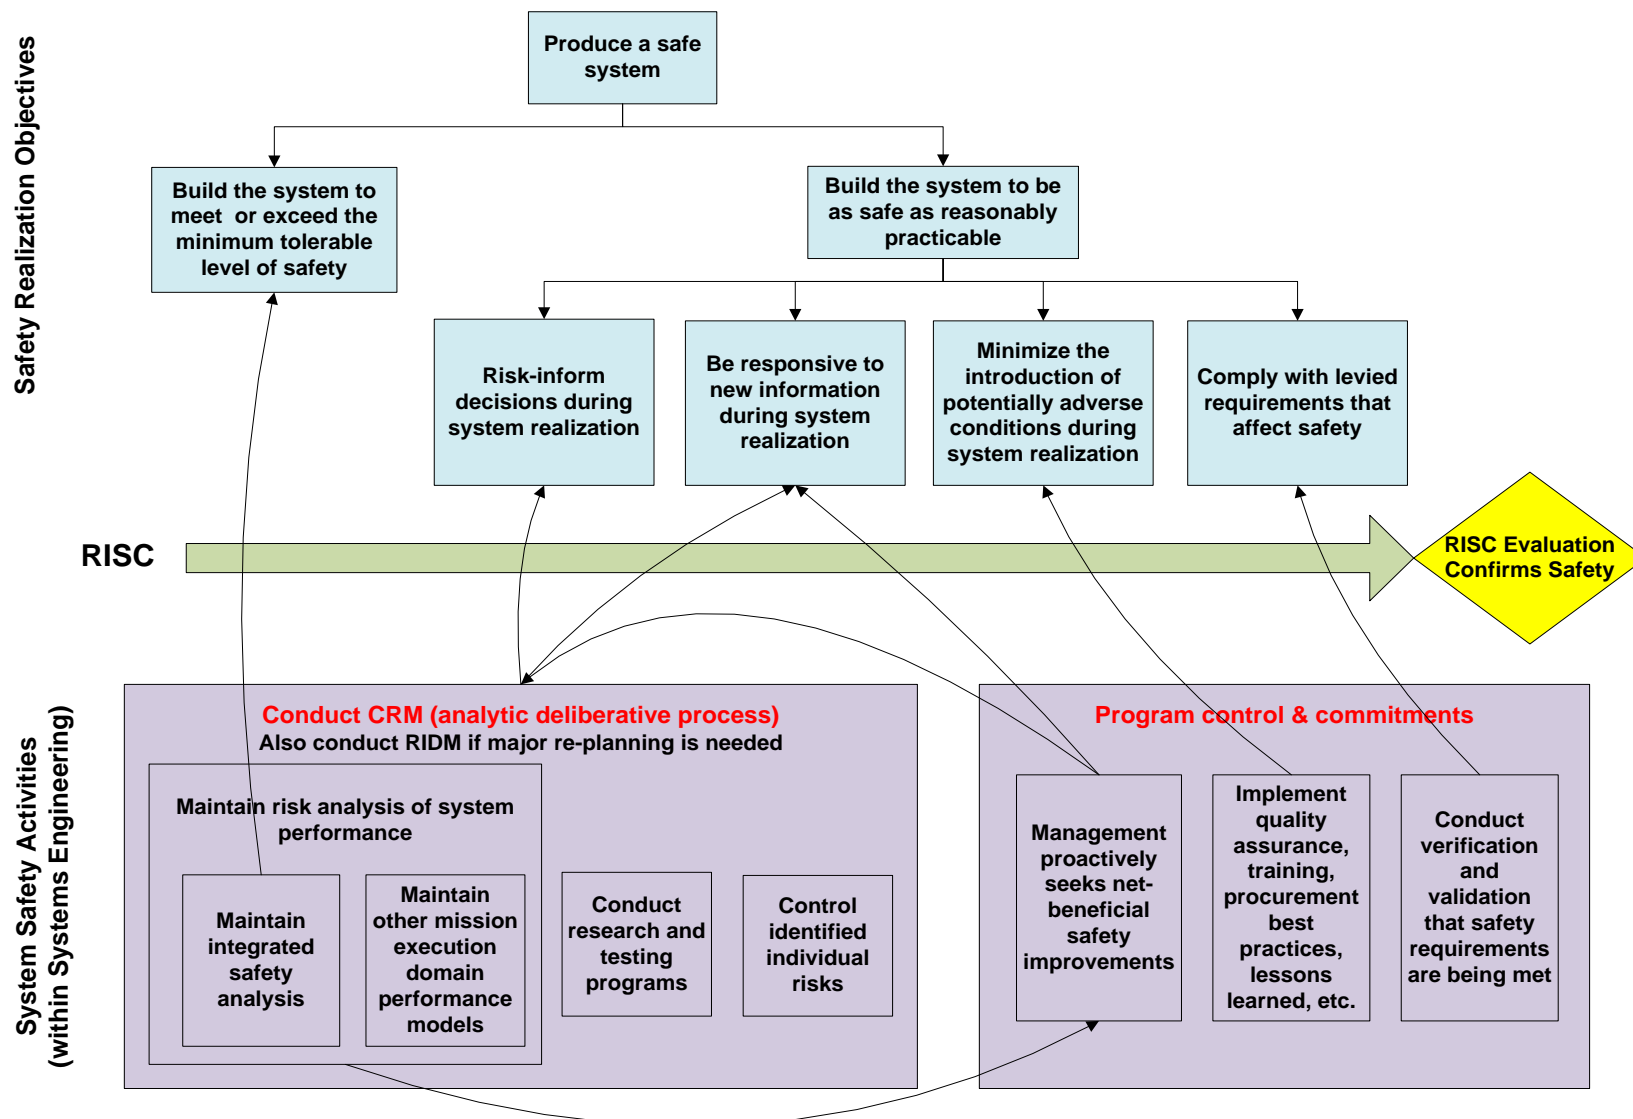 Safety Realization Objectives
Produce a safe
system
Build the system to
meet  or exceed the
minimum tolerable
level of safety
Build the system to be
as safe as reasonably
practicable
Risk-inform
decisions during
system realization
Be responsive to
new information
during system
realization
Minimize the
introduction of
potentially adverse
conditions during
system realization
Comply with levied
requirements that
affect safety
RISC
RISC Evaluation
Confirms Safety
System Safety Activities
(within Systems Engineering)
Conduct CRM (analytic deliberative process)
Also conduct RIDM if major re-planning is needed
Maintain risk analysis of system
performance
Maintain
integrated
safety
analysis
Maintain
other mission
execution
domain
performance
models
Conduct
research and
testing
programs
Control
identified
individual
risks
Program control & commitments
Management
proactively
seeks net-
beneficial
safety
improvements
Implement
quality
assurance,
training,
procurement
best
practices,
lessons
learned, etc.
Conduct
verification
and
validation
that safety
requirements
are being met